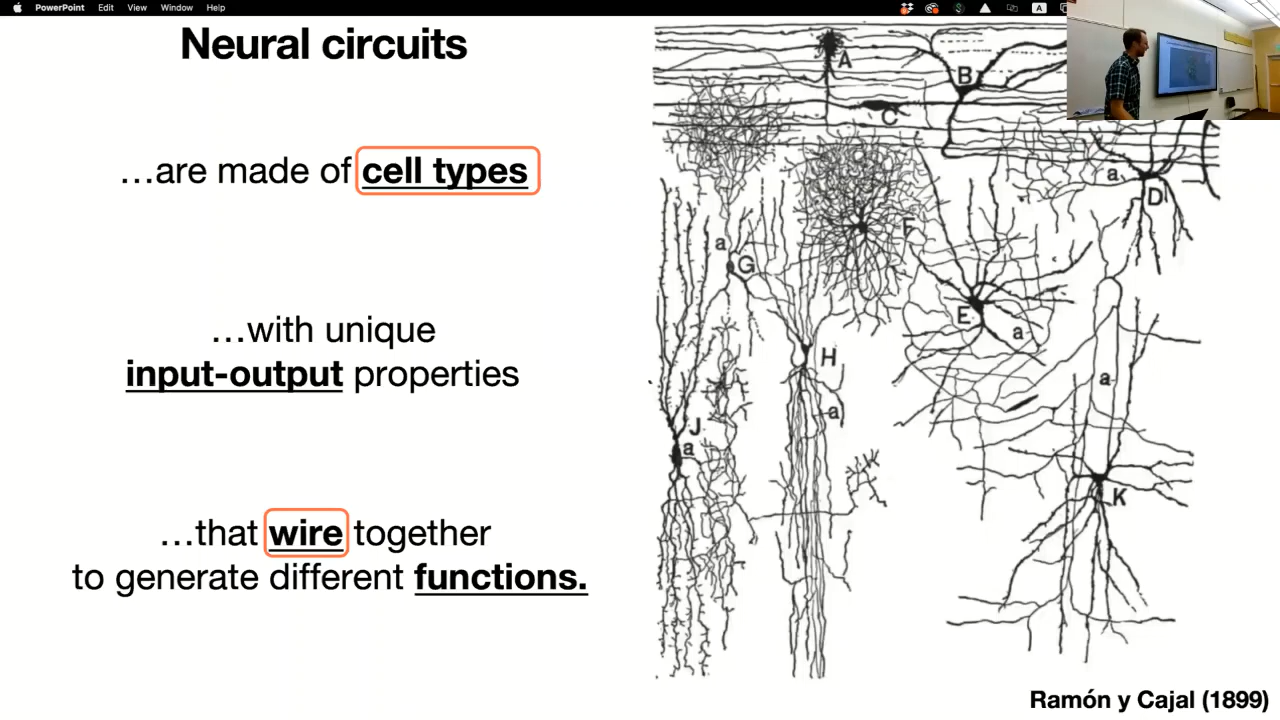 PowerPoint Edit View Window Help
Neural circuits
…are made of cell types
…with unique
input-output properties
…that wire together
to generate different functions.
A
B
C
a
D
F
a
G
E
a
H
a
a
J
a
K
Ramón y Cajal (1899)